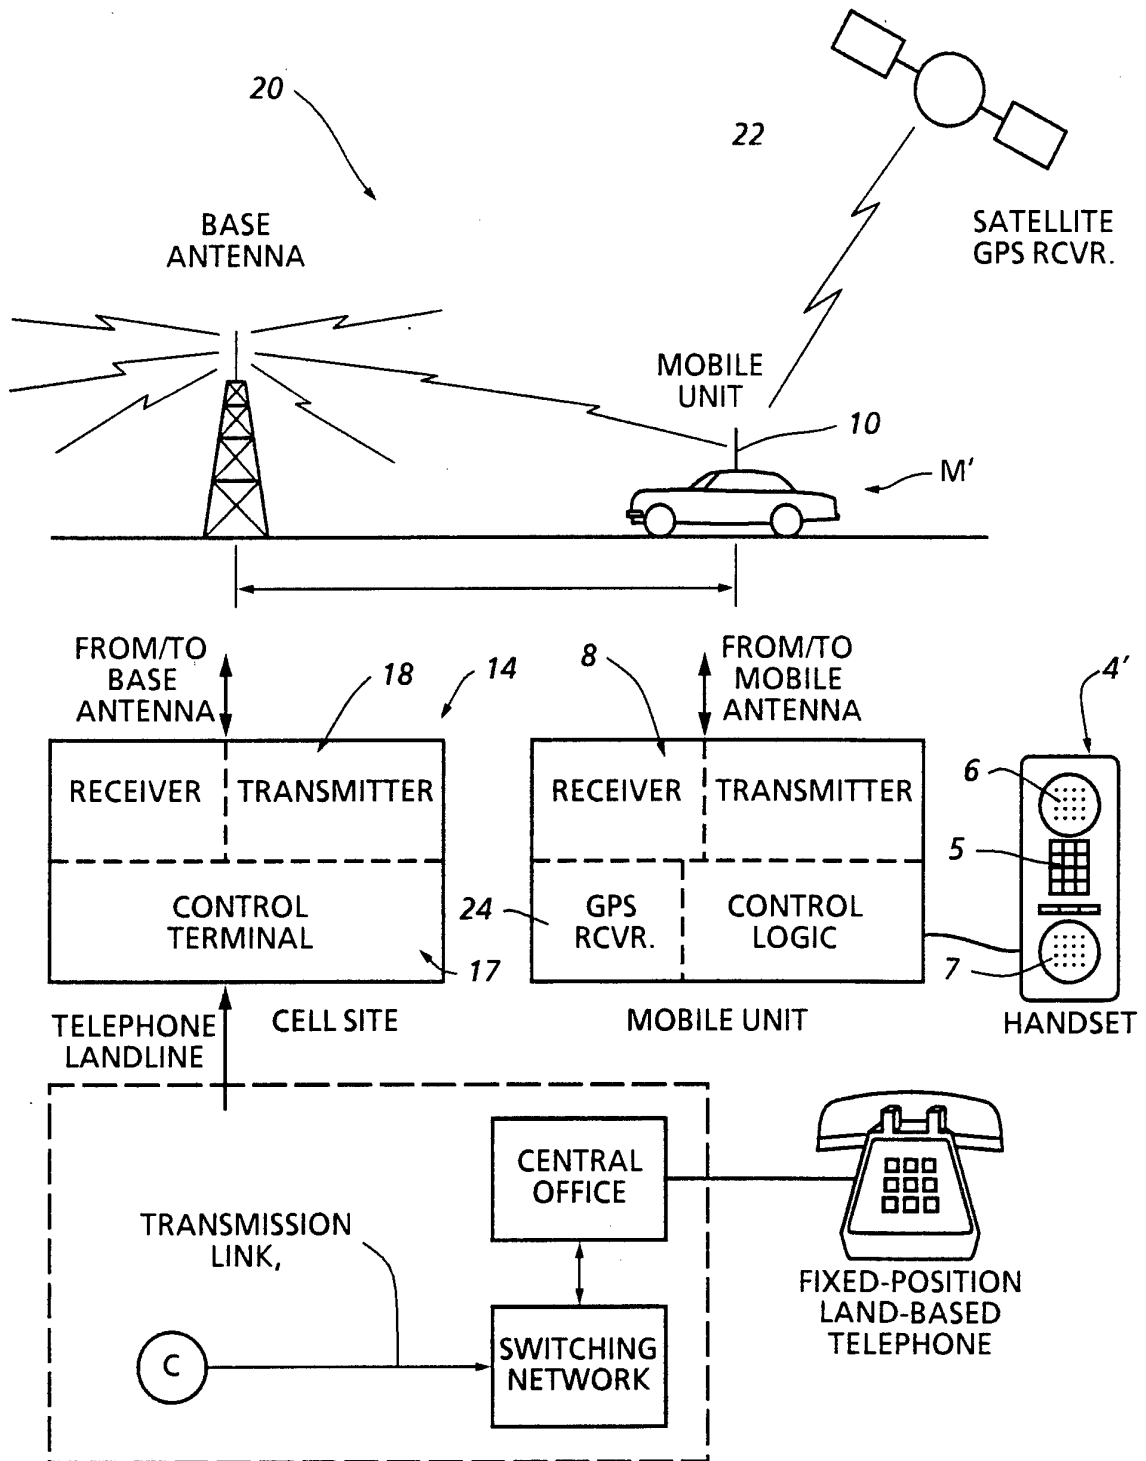 20
22
BASE
ANTENNA
SATELLITE
GPS RCVR.
MOBILE
UNIT
10
M'
FROM/TO
BASE
ANTENNA
18
14
8
FROM/TO
MOBILE
ANTENNA
4'
RECEIVER
TRANSMITTER
RECEIVER
TRANSMITTER
6
5
CONTROL
TERMINAL
17
24
GPS
RCVR.
CONTROL
LOGIC
7
TELEPHONE
LANDLINE
CELL SITE
MOBILE UNIT
HANDSET
CENTRAL
OFFICE
TRANSMISSION
LINK,
C
SWITCHING
NETWORK
FIXED-POSITION
LAND-BASED
TELEPHONE